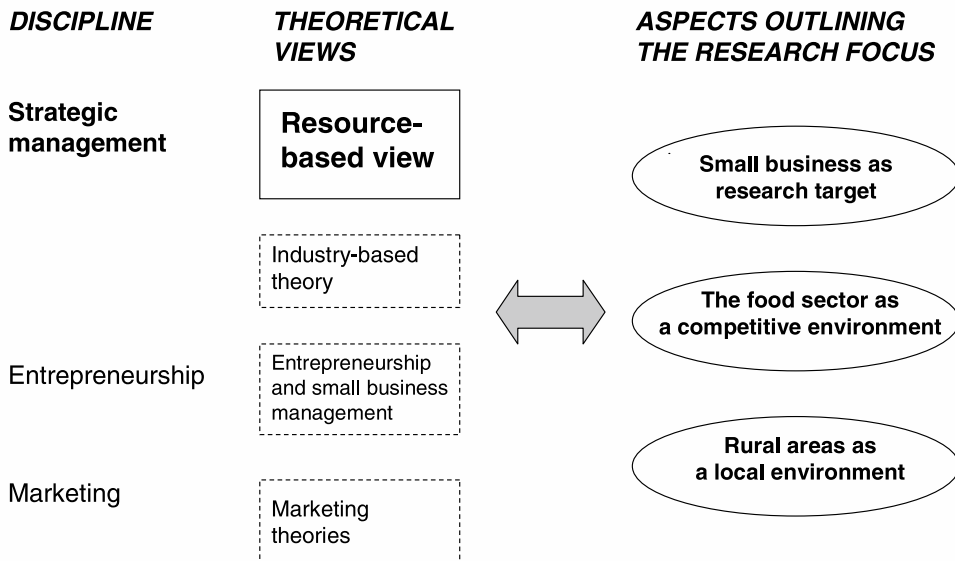 DISCIPLINE
THEORETICAL
VIEWS
ASPECTS OUTLINING
THE RESEARCH FOCUS
Strategic
management
Resource-
based view
Small business as
research target
Industry-based
theory
The food sector as
a competitive environment
Entrepreneurship
Entrepreneurship
and small business
management
Rural areas as
a local environment
Marketing
Marketing
theories